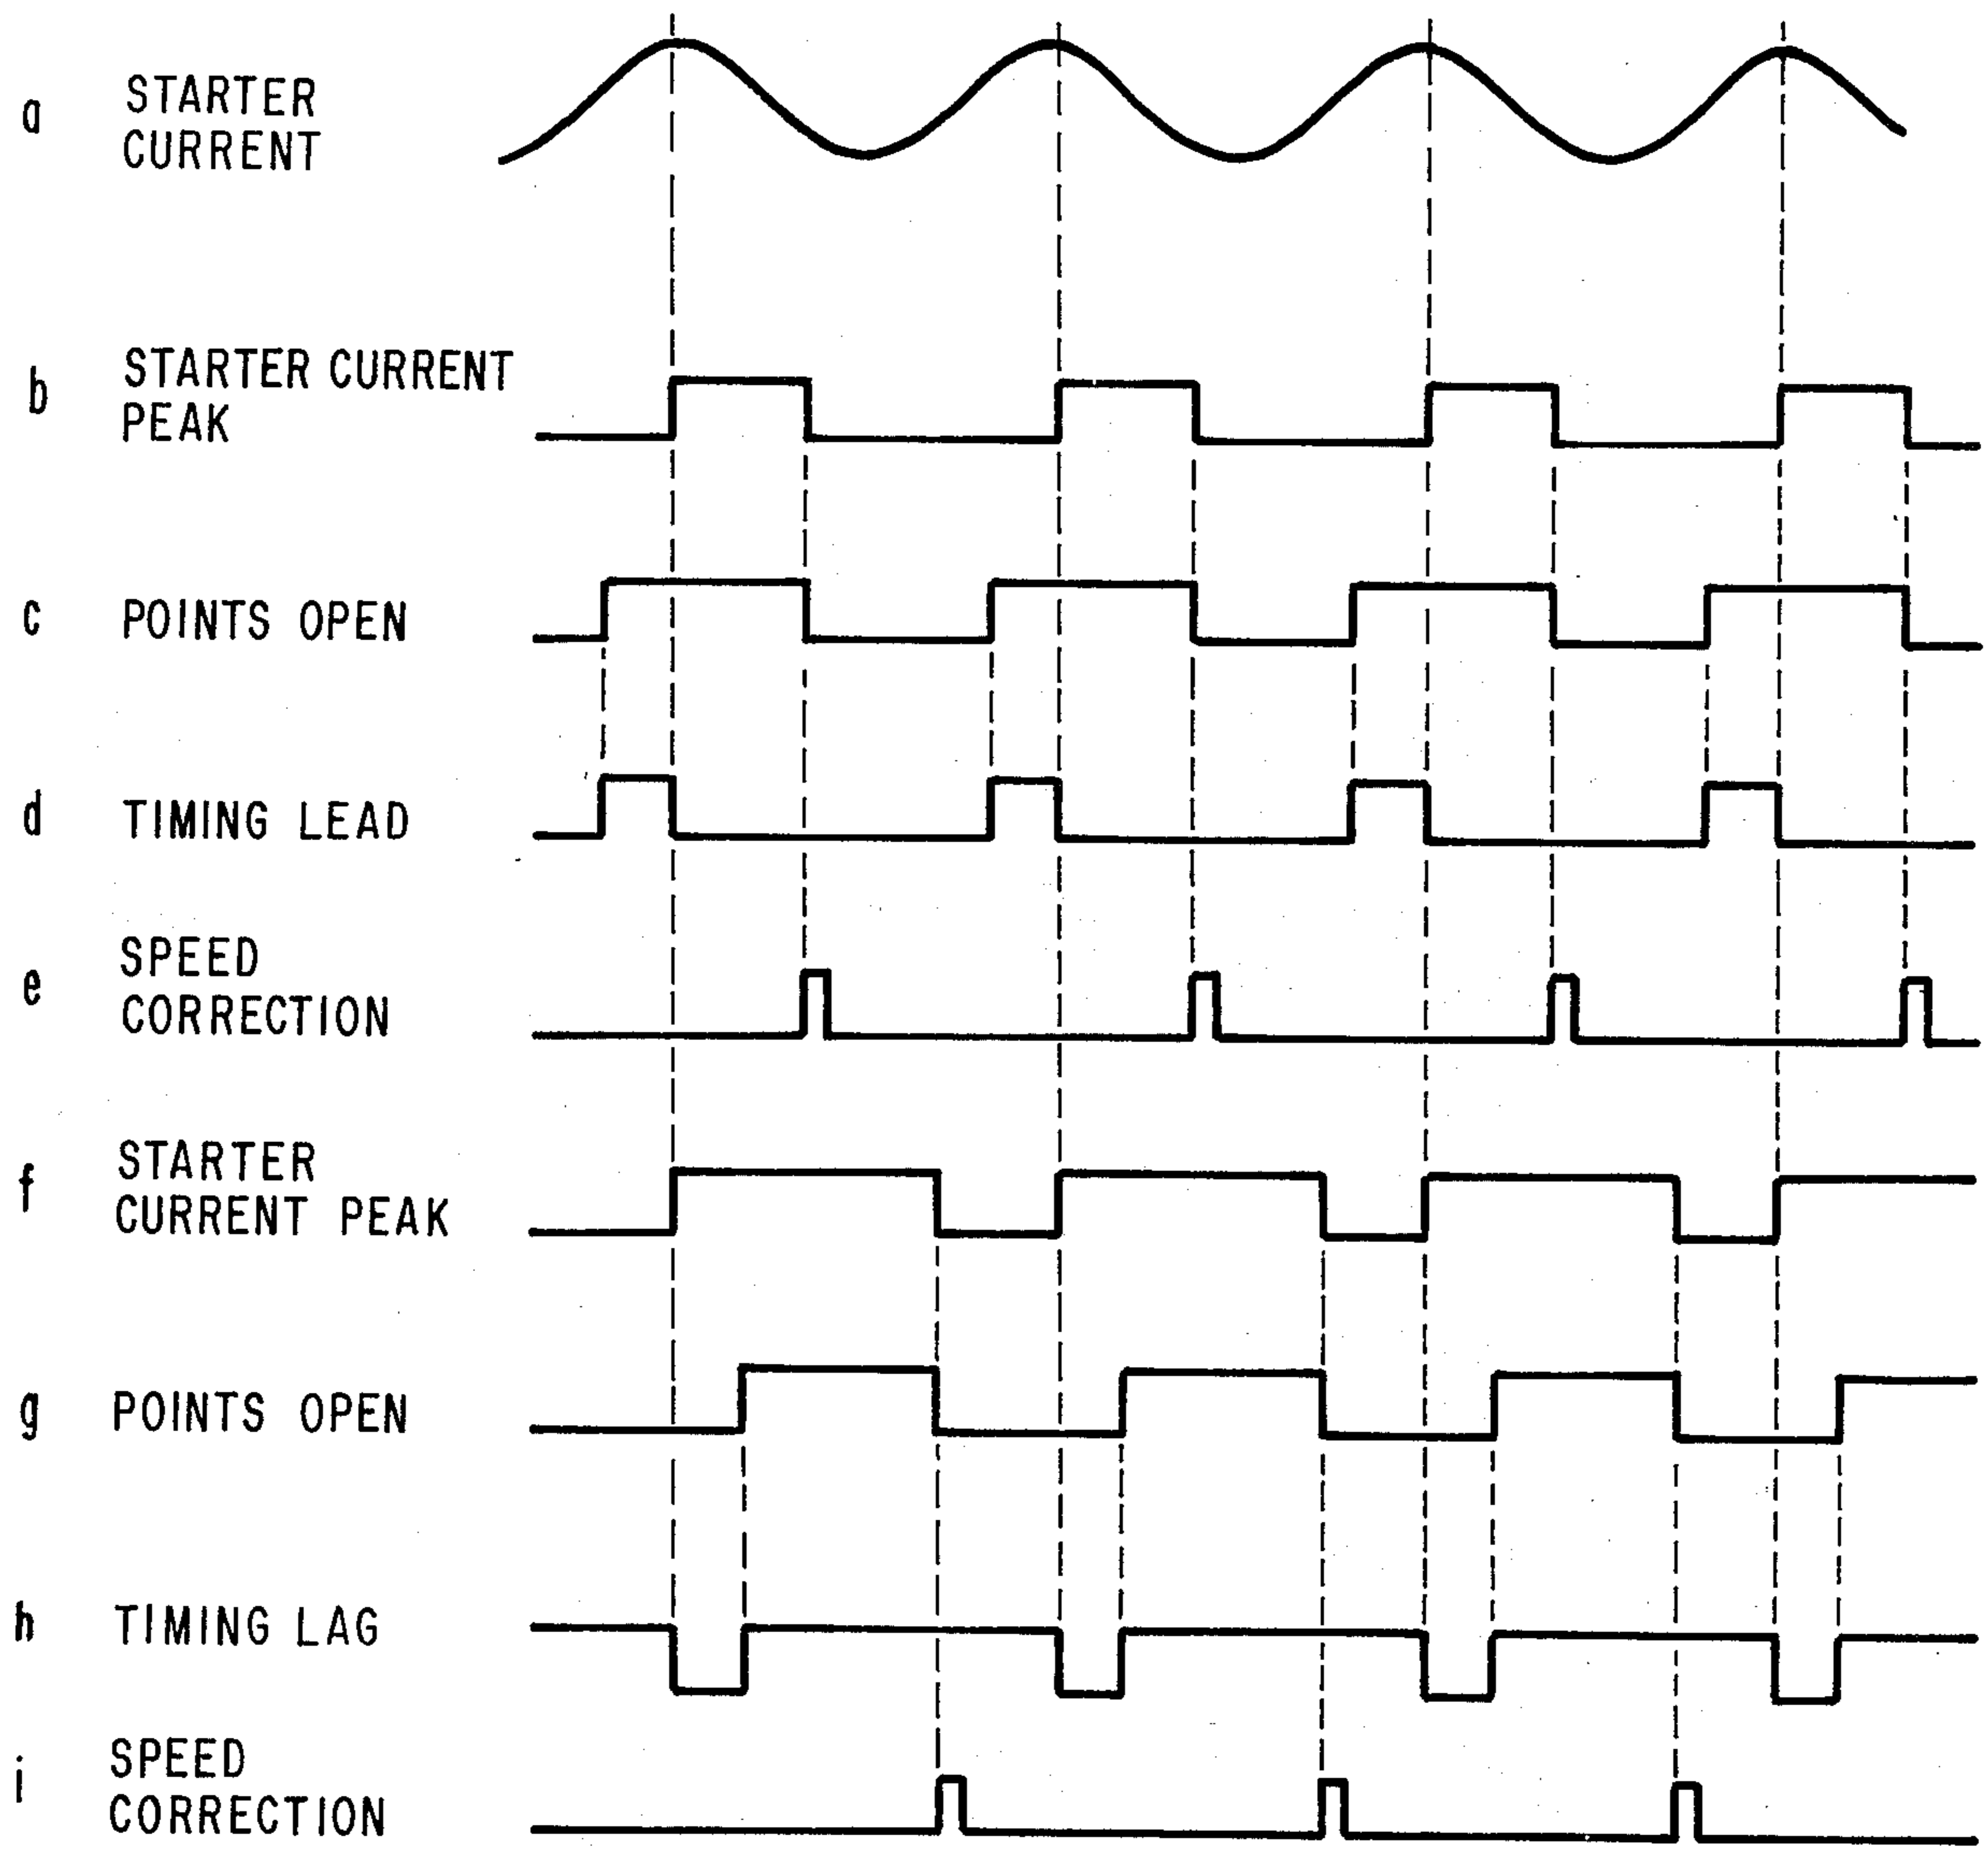 a STARTER
CURRENT
b STARTER CURRENT
PEAK
c POINTS OPEN
d TIMING LEAD
e SPEED
CORRECTION
f STARTER
CURRENT PEAK
g POINTS OPEN
h TIMING LAG
i SPEED
CORRECTION